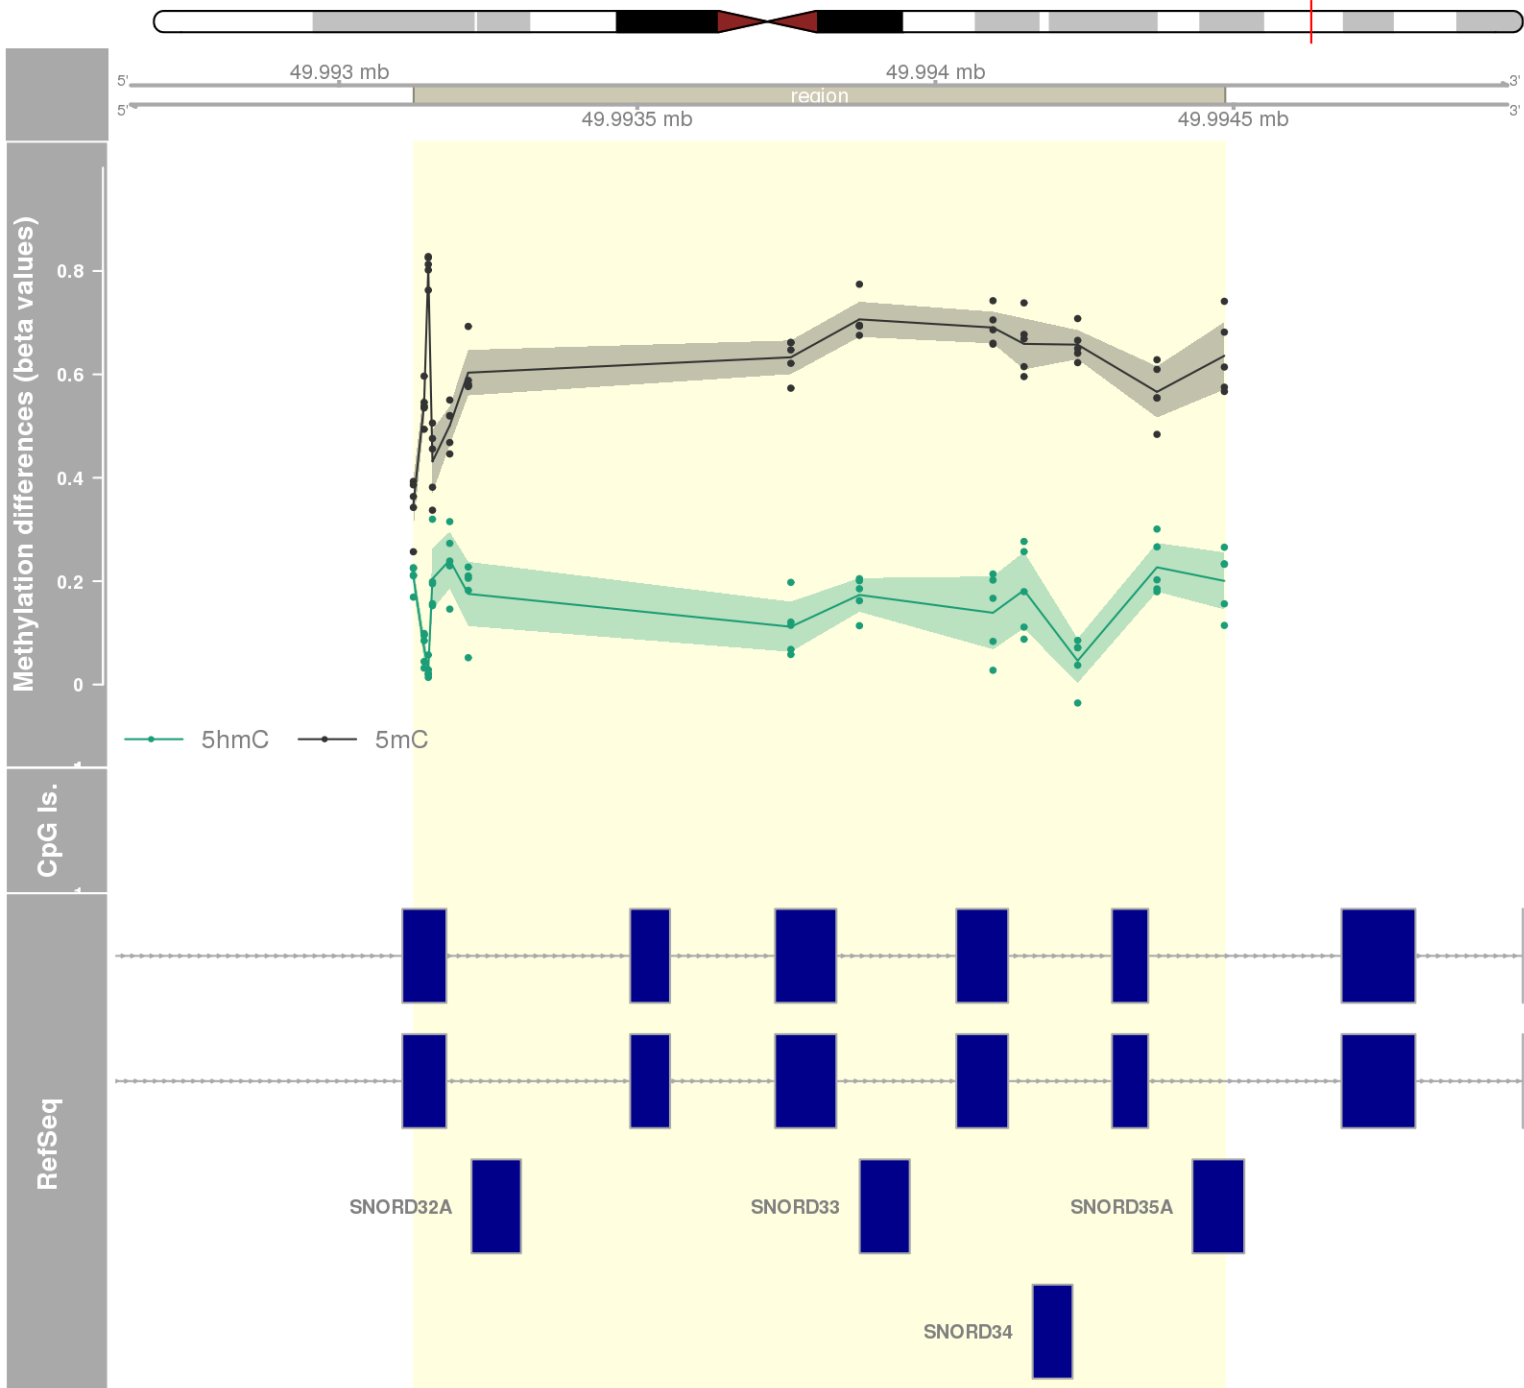 49.993 mb
49.994 mb
5'
3'
region
5'
3'
49.9935 mb
49.9945 mb
Methylation differences (beta values)
0.8
0.6
0.4
0.2
0
5hmC
5mC
CpG Is.
RefSeq
SNORD32A
SNORD33
SNORD35A
SNORD34